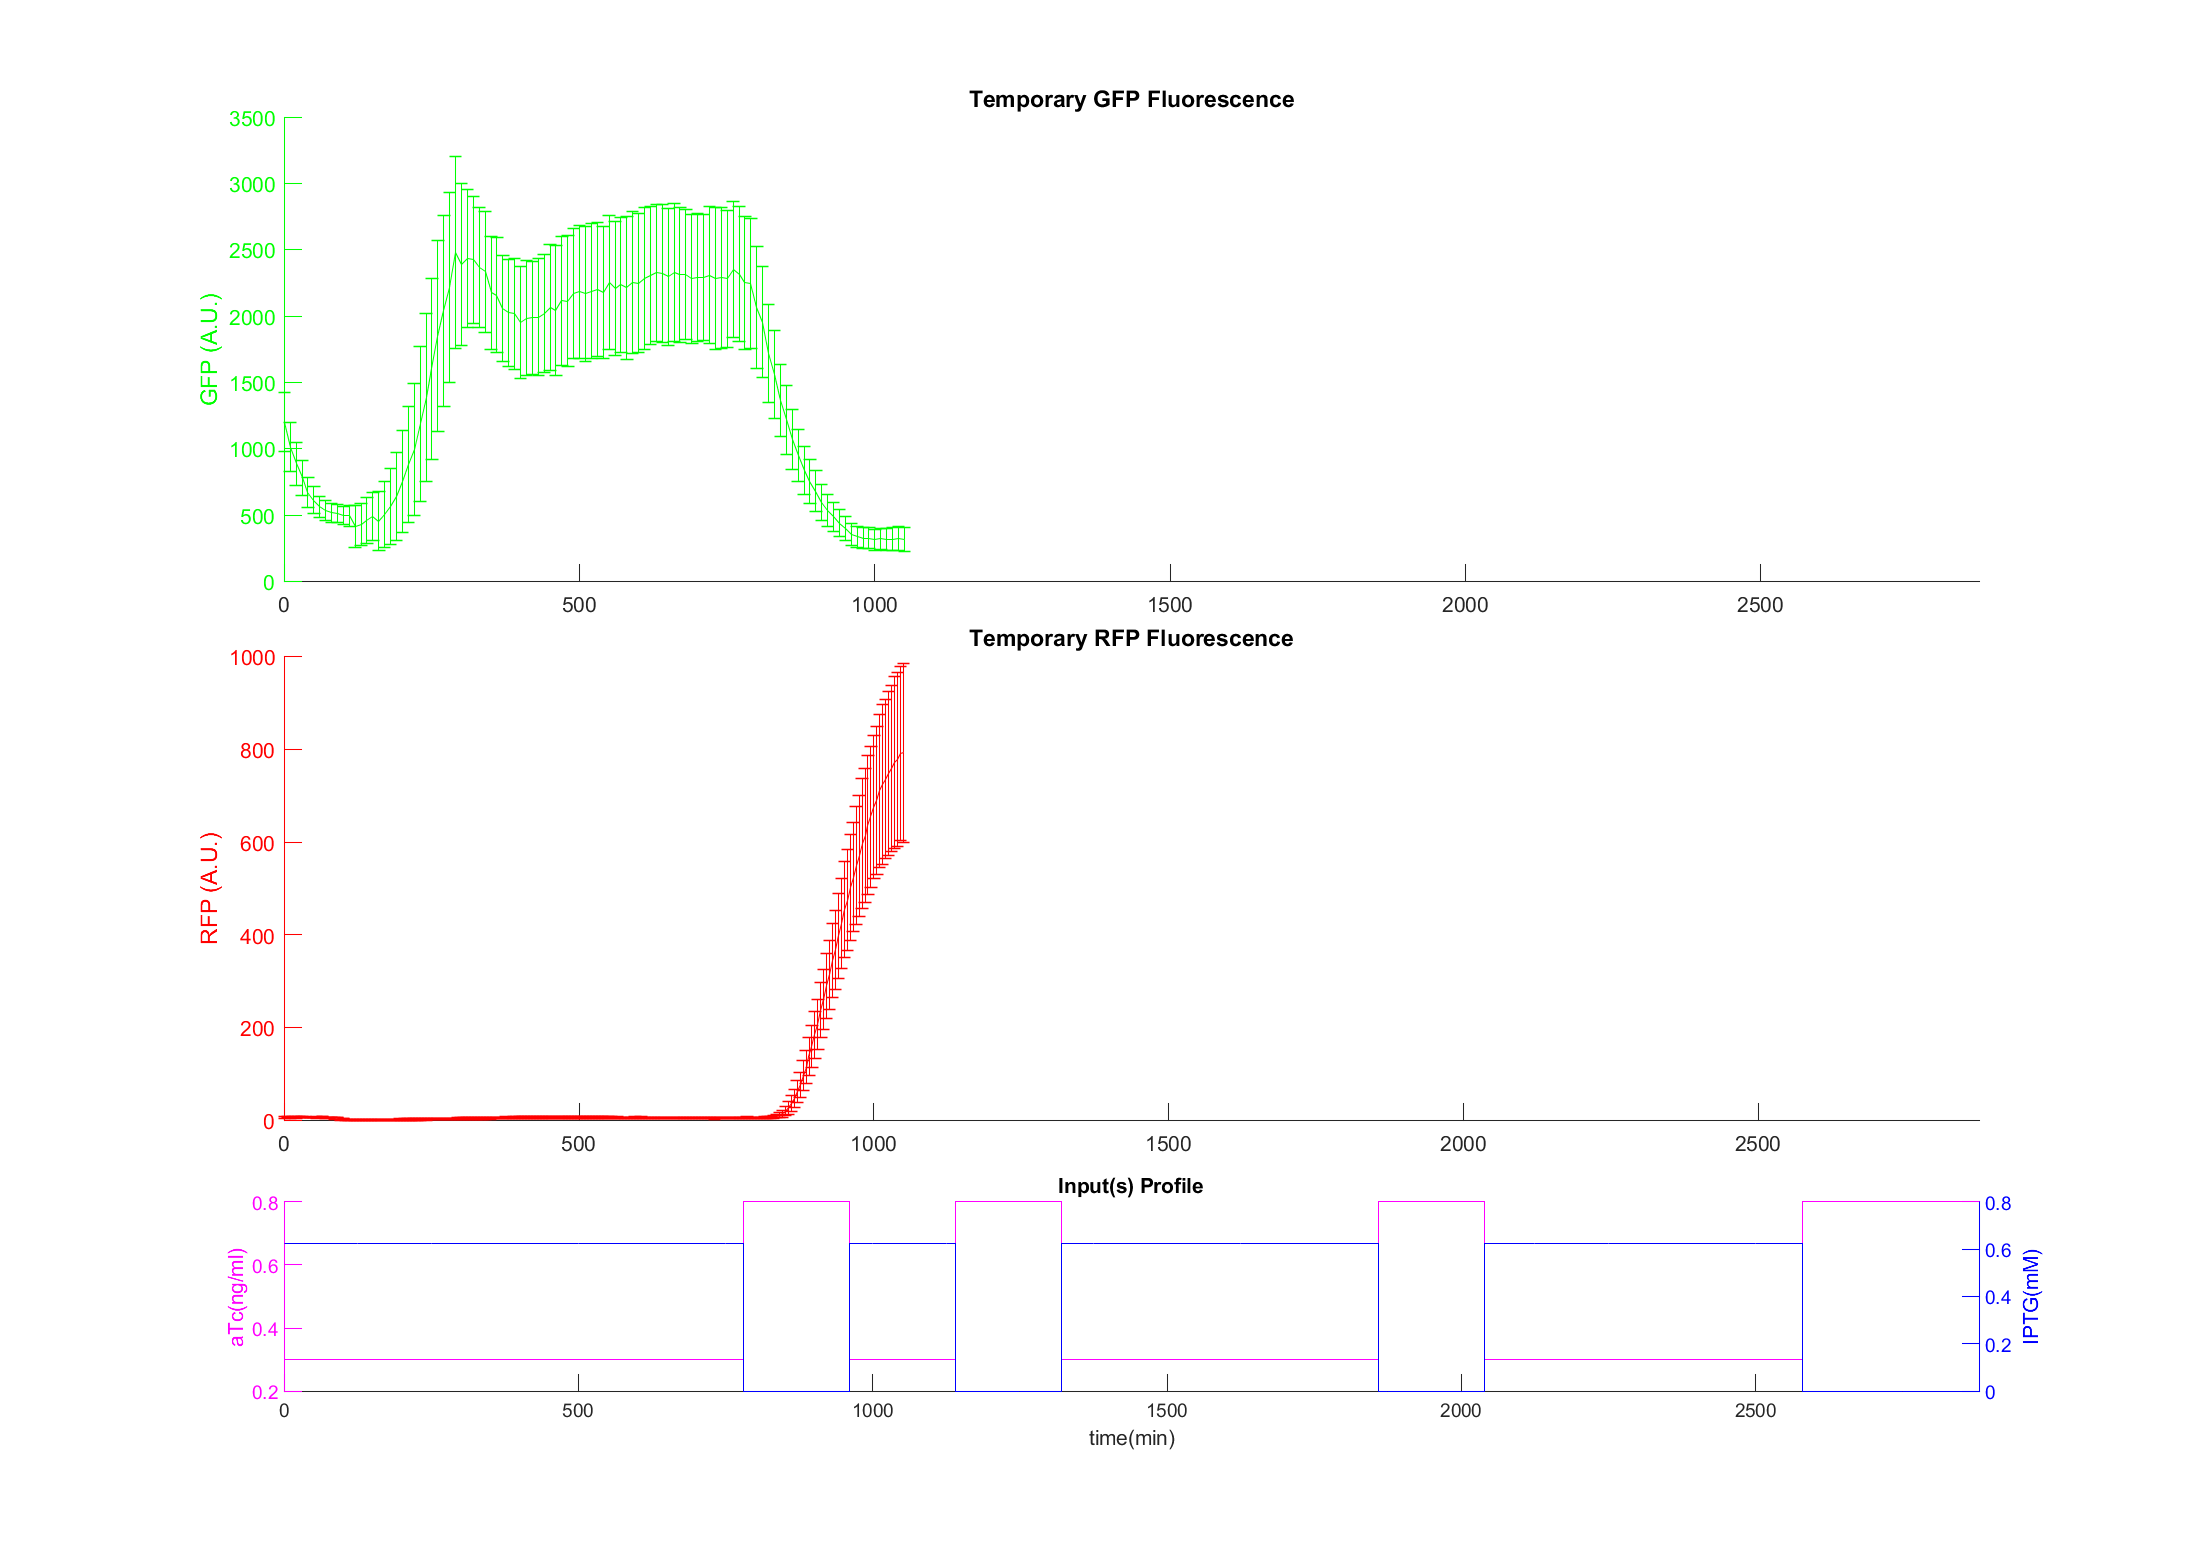 Temporary GFP Fluorescence
3500
3000
2500
2000
1500
1000
500
0
GFP (A.U.)
0 500 1000 1500 2000 2500
Temporary RFP Fluorescence
1000
800
600
400
200
0
RFP (A.U.)
0 500 1000 1500 2000 2500
Input(s) Profile
0.8
0.6
0.4
0.2
aTc(ng/ml)
0.8
0.6
0.4
0.2
0
IPTG(mM)
0 500 1000 1500 2000 2500
time(min)